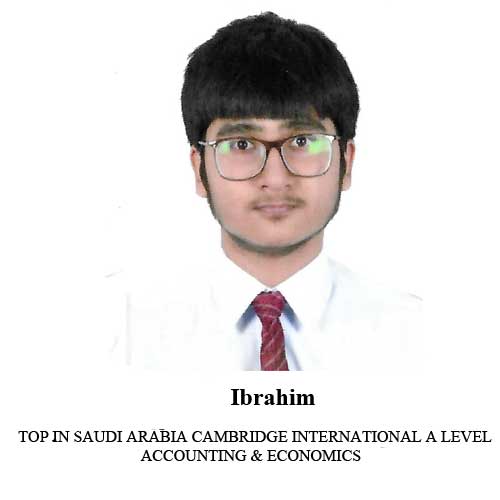 Ibrahim
TOP IN SAUDI ARABIA CAMBRIDGE INTERNATIONAL A LEVEL
ACCOUNTING & ECONOMICS